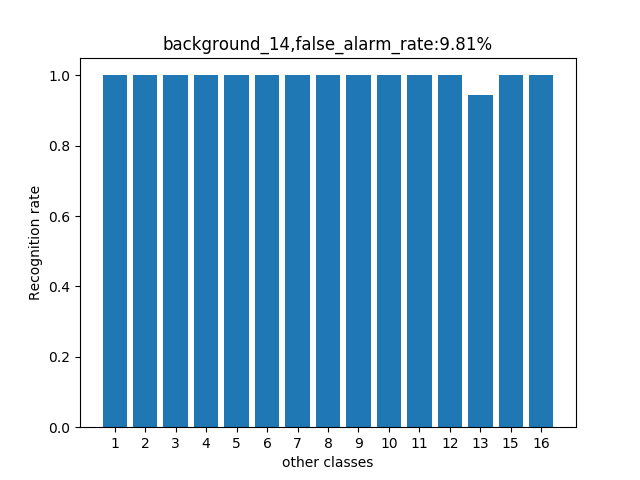 background_14,false_alarm_rate:9.81%
1.0
0.8
0.6
0.4
0.2
0.0
Recognition rate
1 2 3 4 5 6 7 8 9 10 11 12 13 15 16
other classes